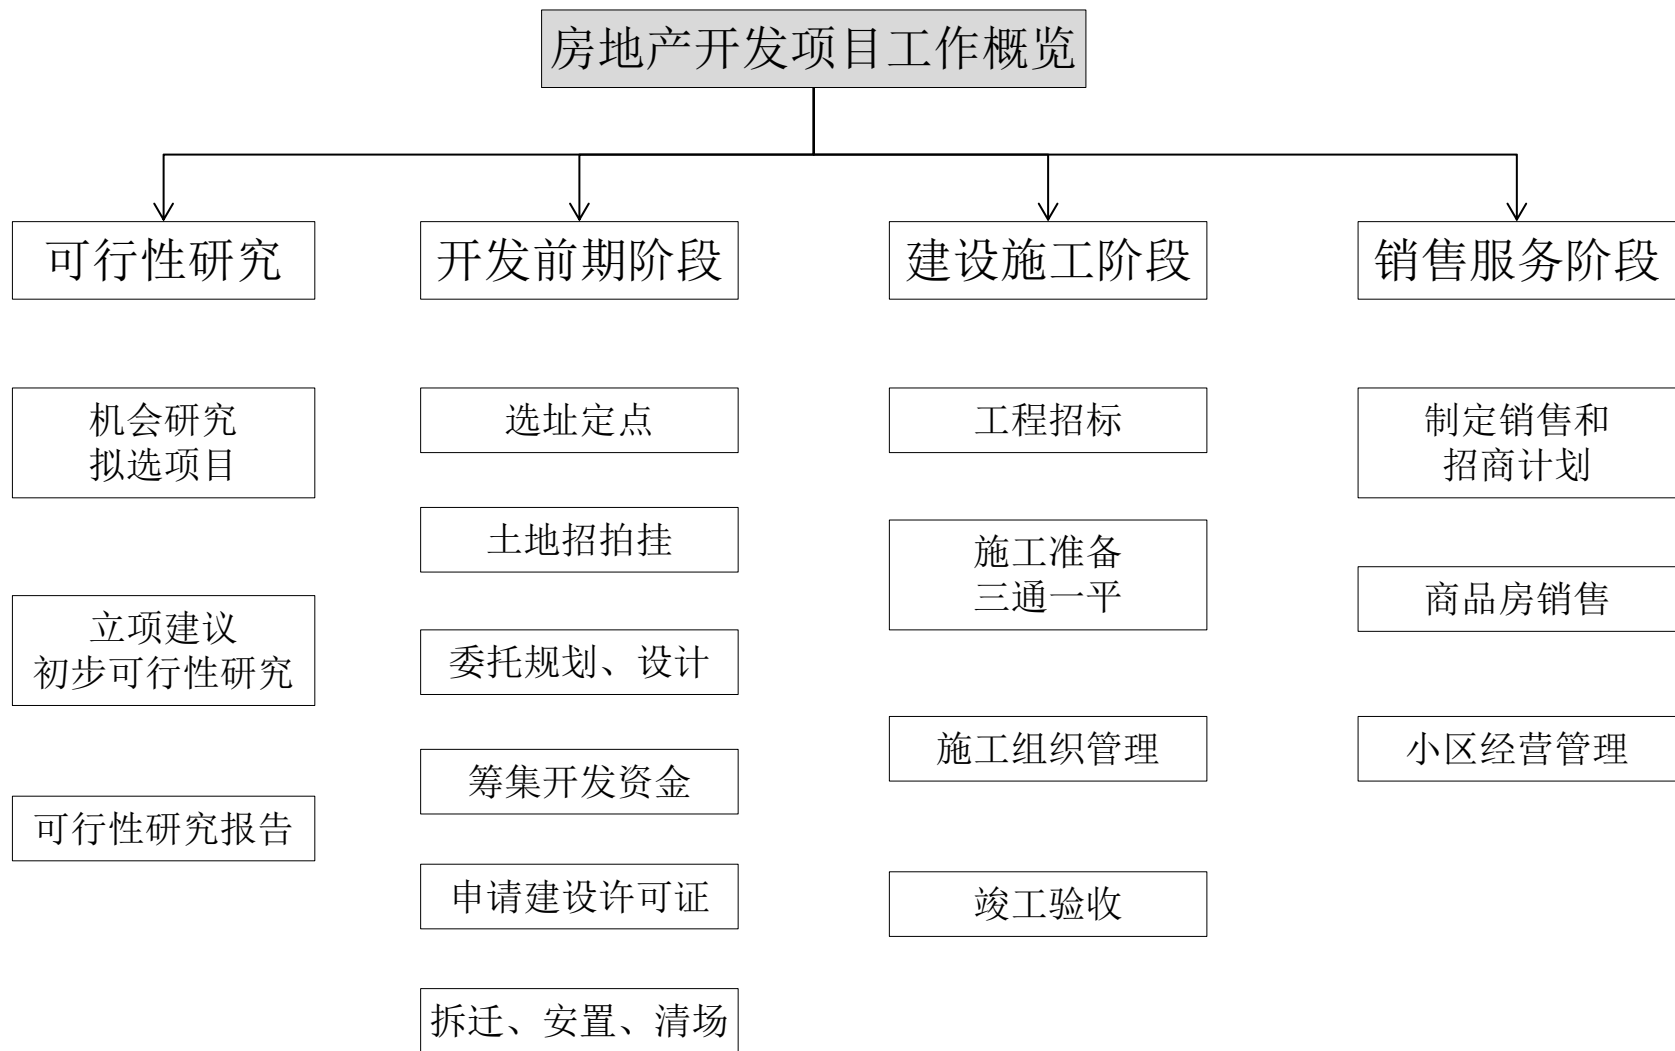 房地产开发项目工作概览
可行性研究
开发前期阶段
建设施工阶段
销售服务阶段
机会研究
拟选项目
立项建议
初步可行性研究
可行性研究报告
选址定点
土地招拍挂
委托规划、设计
筹集开发资金
申请建设许可证
拆迁、安置、清场
工程招标
施工准备
三通一平
施工组织管理
竣工验收
制定销售和
招商计划
商品房销售
小区经营管理